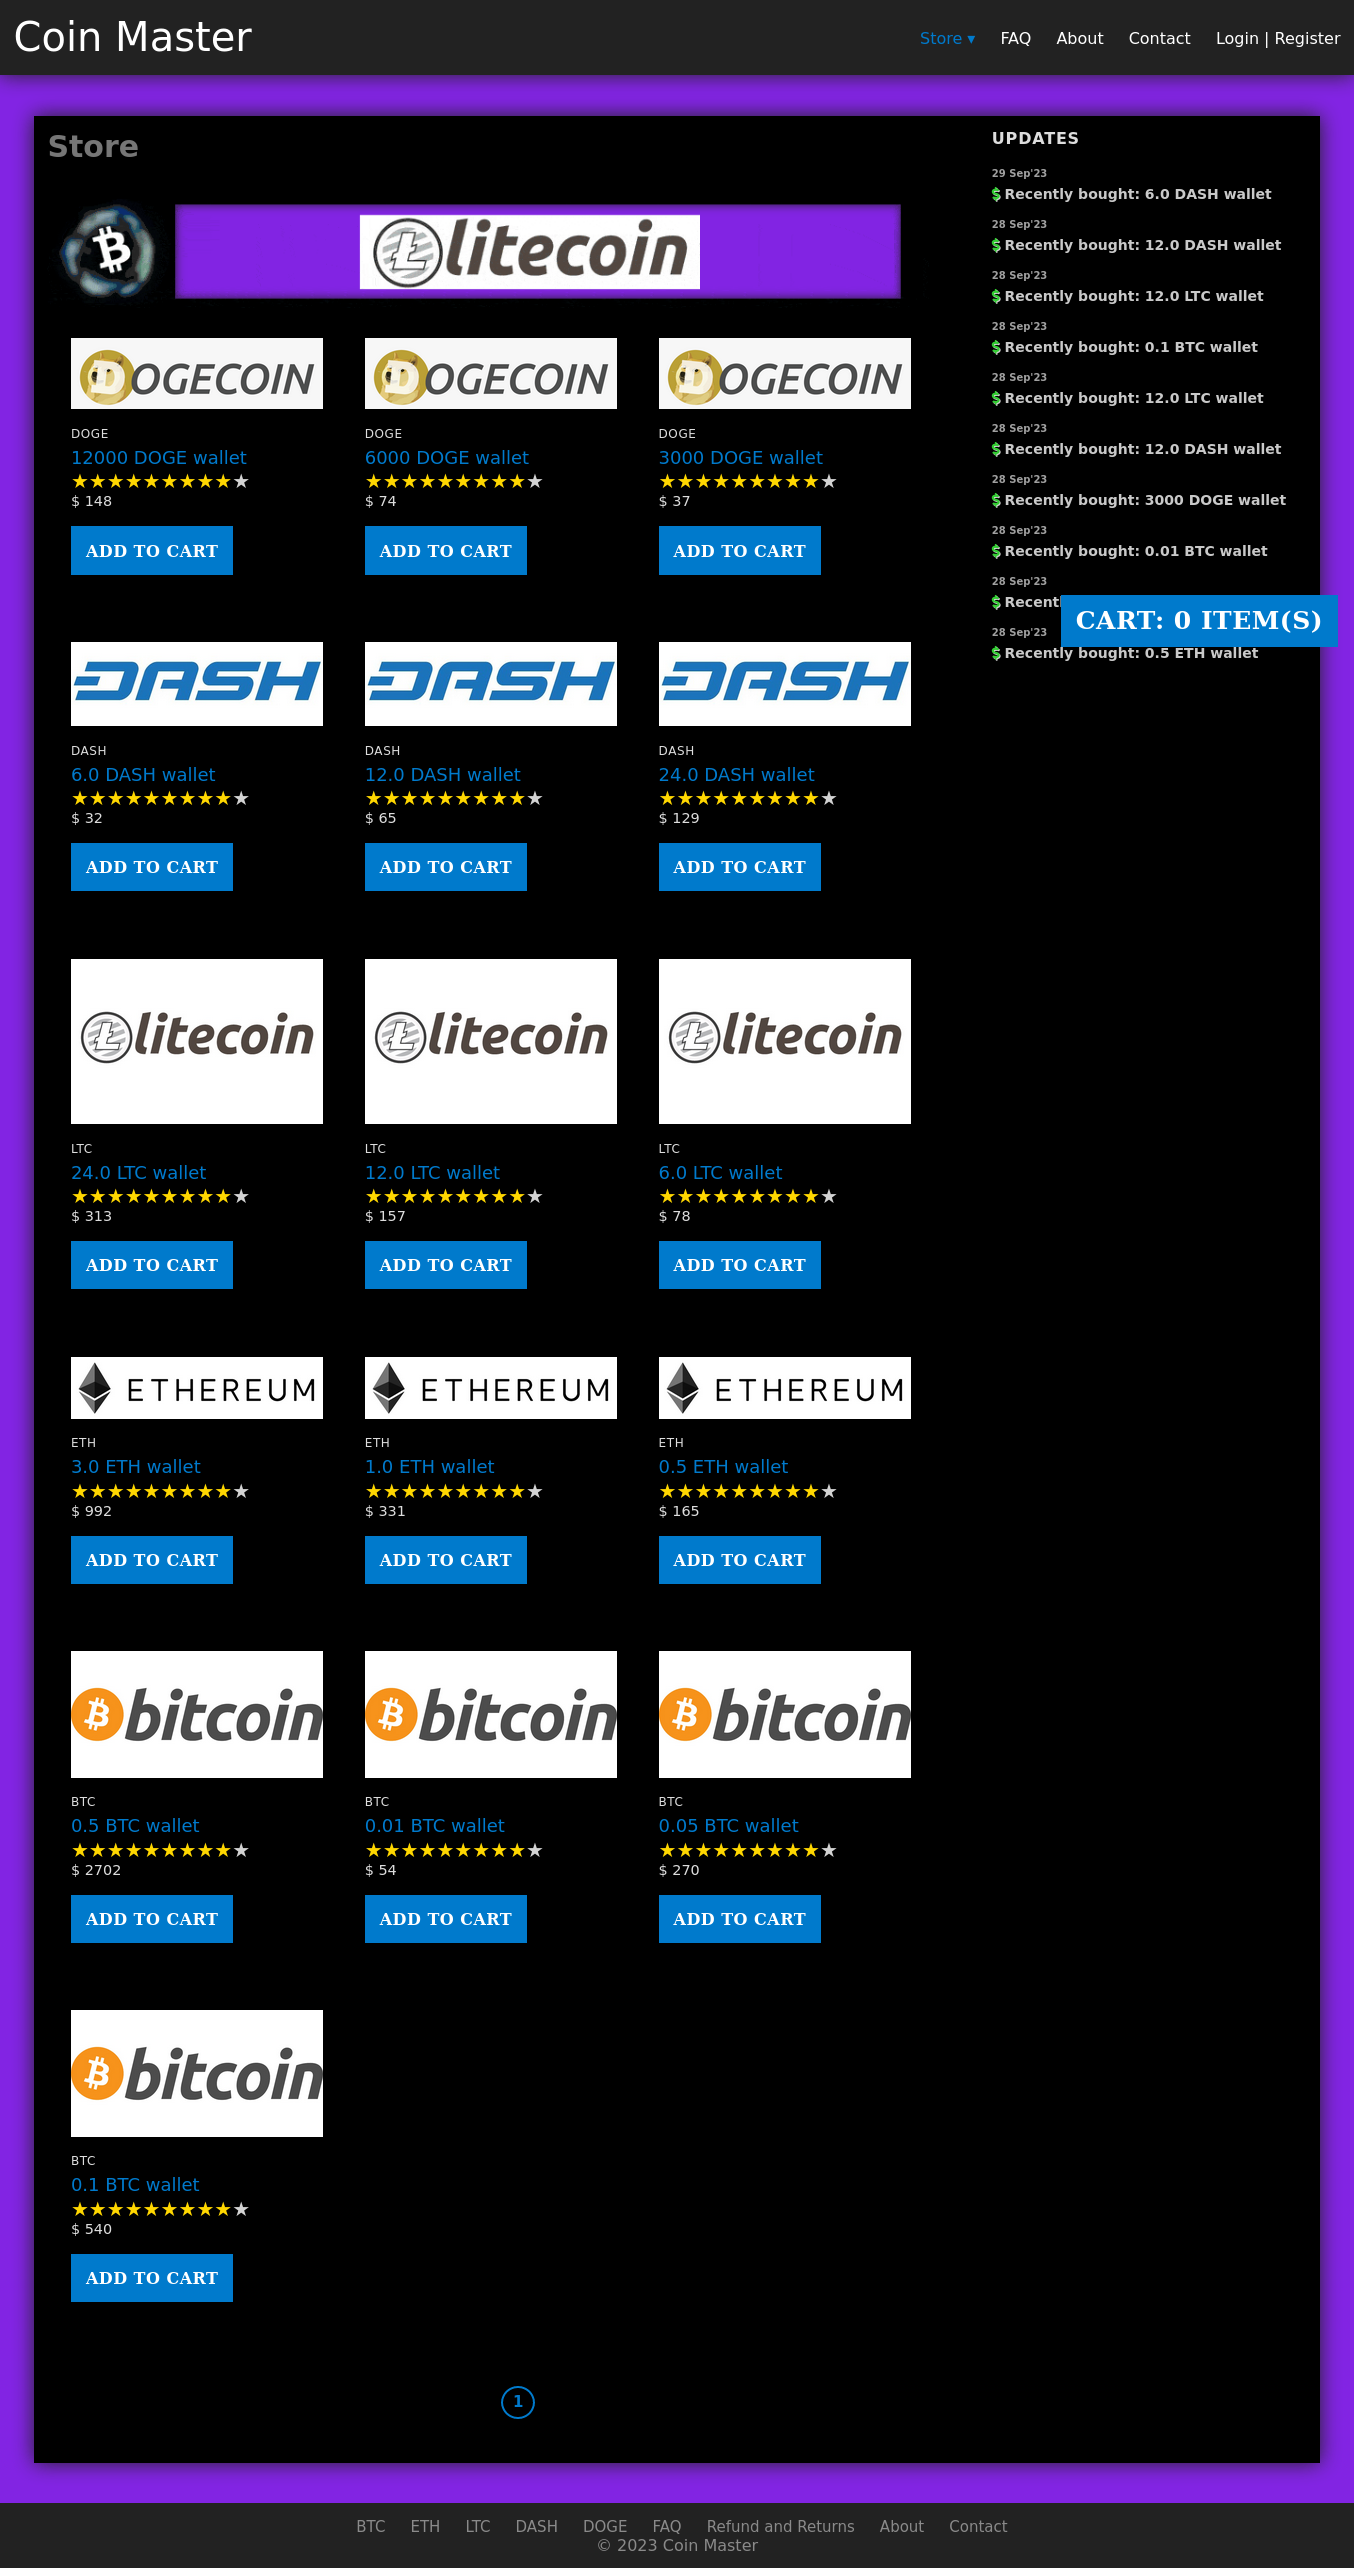 Coin Master
Store ▾ FAQ About Contact Login | Register
Store
litecoin
DOGECOIN DOGECOIN DOGECOIN
DOGE DOGE DOGE
12000 DOGE wallet 6000 DOGE wallet 3000 DOGE wallet
★★★★★★★★★★ ★★★★★★★★★★ ★★★★★★★★★★
$ 148 $ 74 $ 37
ADD TO CART ADD TO CART ADD TO CART
DASH DASH DASH
DASH DASH DASH
6.0 DASH wallet 12.0 DASH wallet 24.0 DASH wallet
★★★★★★★★★★ ★★★★★★★★★★ ★★★★★★★★★★
$ 32 $ 65 $ 129
ADD TO CART ADD TO CART ADD TO CART
litecoin litecoin litecoin
LTC LTC LTC
24.0 LTC wallet 12.0 LTC wallet 6.0 LTC wallet
★★★★★★★★★★ ★★★★★★★★★★ ★★★★★★★★★★
$ 313 $ 157 $ 78
ADD TO CART ADD TO CART ADD TO CART
ETHEREUM ETHEREUM ETHEREUM
ETH ETH ETH
3.0 ETH wallet 1.0 ETH wallet 0.5 ETH wallet
★★★★★★★★★★ ★★★★★★★★★★ ★★★★★★★★★★
$ 992 $ 331 $ 165
ADD TO CART ADD TO CART ADD TO CART
bitcoin bitcoin bitcoin
BTC BTC BTC
0.5 BTC wallet 0.01 BTC wallet 0.05 BTC wallet
★★★★★★★★★★ ★★★★★★★★★★ ★★★★★★★★★★
$ 2702 $ 54 $ 270
ADD TO CART ADD TO CART ADD TO CART
bitcoin
BTC
0.1 BTC wallet
★★★★★★★★★★
$ 540
ADD TO CART
1
UPDATES
29 Sep'23
Recently bought: 6.0 DASH wallet
28 Sep'23
Recently bought: 12.0 DASH wallet
28 Sep'23
Recently bought: 12.0 LTC wallet
28 Sep'23
Recently bought: 0.1 BTC wallet
28 Sep'23
Recently bought: 12.0 LTC wallet
28 Sep'23
Recently bought: 12.0 DASH wallet
28 Sep'23
Recently bought: 3000 DOGE wallet
28 Sep'23
Recently bought: 0.01 BTC wallet
28 Sep'23
28 Sep'23
Recently bought: 0.5 ETH wallet
CART: 0 ITEM(S)
BTC ETH LTC DASH DOGE FAQ Refund and Returns About Contact
© 2023 Coin Master